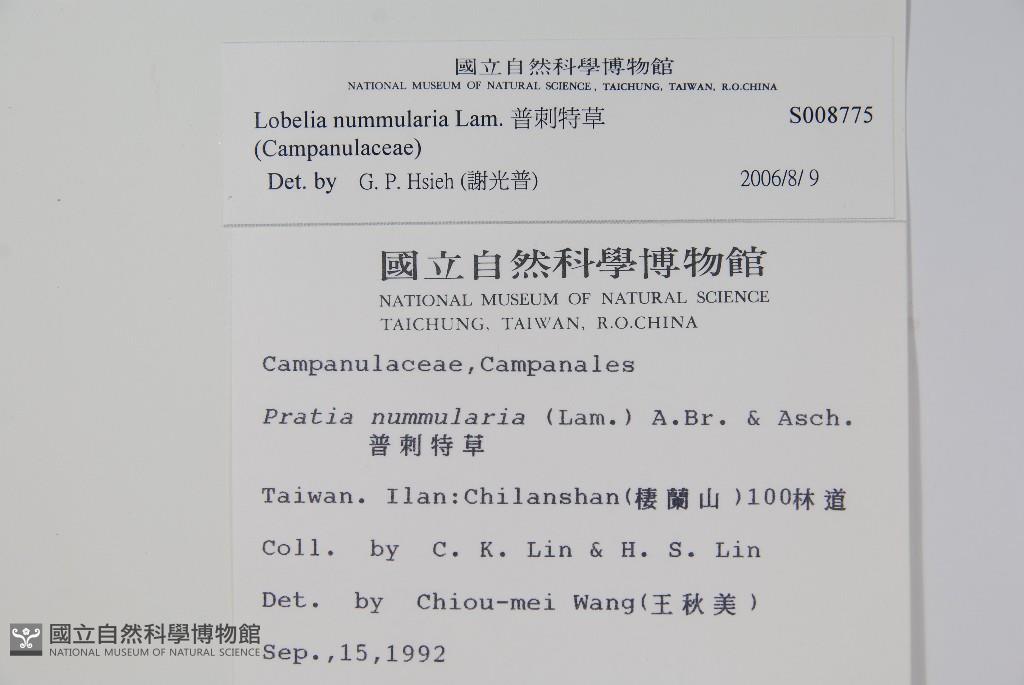 國立自然科學博物館
NATIONAL MUSEUM OF NATURAL SCIENCE, TAICHUNG, TAIWAN, R.O.CHINA
Lobelia nummularia Lam. 普刺特草 S008775
(Campanulaceae)
Det. by G. P. Hsieh (謝光普) 2006/8/ 9
國立自然科學博物館
NATIONAL MUSEUM OF NATURAL SCIENCE
TAICHUNG, TAIWAN, R.O.CHINA
Campanulaceae,Campanales
Pratia nummularia (Lam.) A.Br. & Asch.
普刺特草
Taiwan. Ilan:Chilanshan(棲蘭山)100林道
Coll. by C. K. Lin & H. S. Lin
Det. by Chiou-mei Wang(王秋美)
Sep.,15,1992
國立自然科學博物館
NATIONAL MUSEUM OF NATURAL SCIENCE